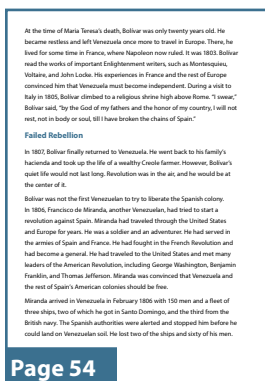 At the time of Maria Teresa's death, Bolívar was only twenty years old. He
became restless and left Venezuela once more to travel in Europe. There, he
lived for some time in France, where Napoleon now ruled. It was 1803. Bolívar
read the works of important Enlightenment writers, such as Montesquieu,
Voltaire, and John Locke. His experiences in France and the rest of Europe
convinced him that Venezuela must become independent. During a visit to
Italy in 1805, Bolívar climbed to a religious shrine high above Rome. "I swear,"
Bolívar said, "by the God of my fathers and the honor of my country, I will not
rest, not in body or soul, till I have broken the chains of Spain."
Failed Rebellion
In 1807, Bolívar finally returned to Venezuela. He went back to his family's
hacienda and took up the life of a wealthy Creole farmer. However, Bolívar's
quiet life would not last long. Revolution was in the air, and he would be at
the center of it.
Bolívar was not the first Venezuelan to try to liberate the Spanish colony.
In 1806, Francisco de Miranda, another Venezuelan, had tried to start a
revolution against Spain. Miranda had traveled through the United States
and Europe for years. He was a soldier and an adventurer. He had served in
the armies of Spain and France. He had fought in the French Revolution and
had become a general. He had traveled to the United States and met many
leaders of the American Revolution, including George Washington, Benjamin
Franklin, and Thomas Jefferson. Miranda was convinced that Venezuela and
the rest of Spain's American colonies should be free.
Miranda arrived in Venezuela in February 1806 with 150 men and a fleet of
three ships, two of which he got in Santo Domingo, and the third from the
British navy. The Spanish authorities were alerted and stopped him before he
could land on Venezuelan soil. He lost two of the ships and sixty of his men.
Page 54